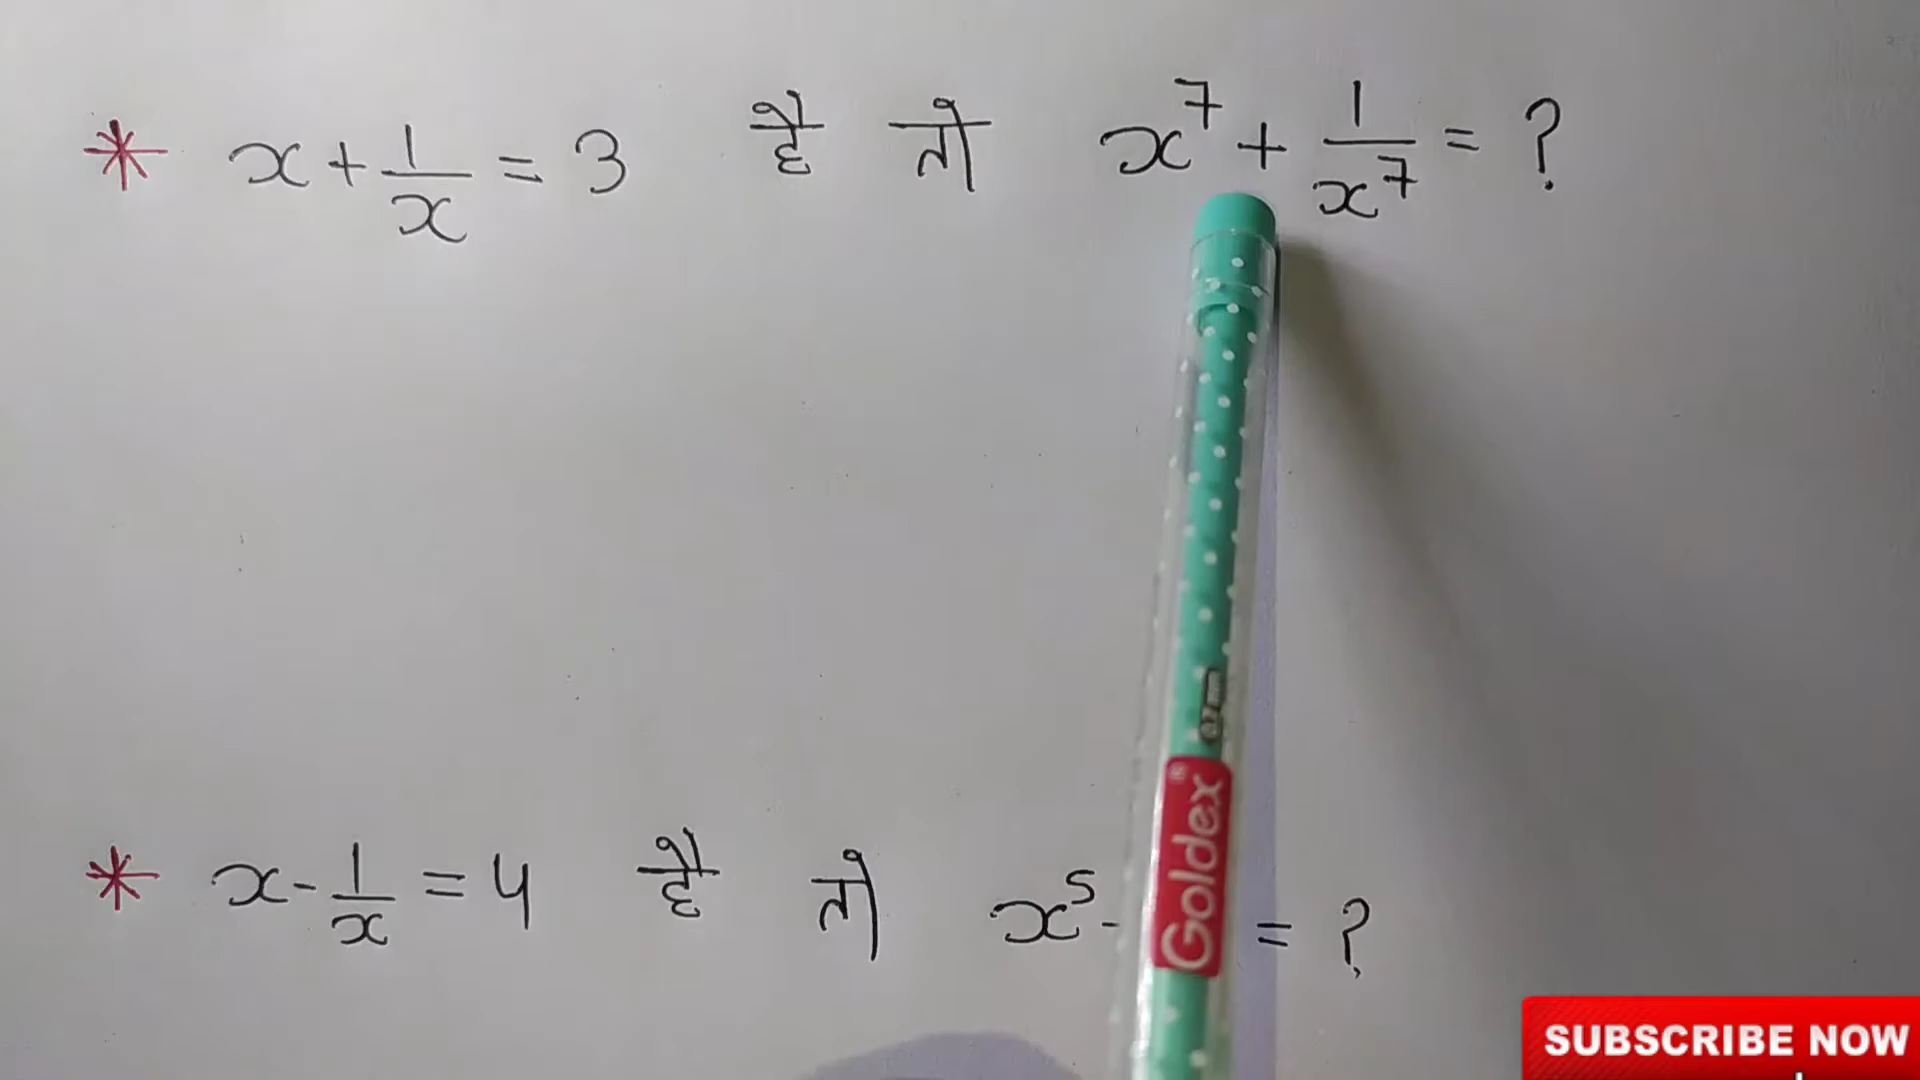 * x + 1/x = 3 है तो x⁷ + 1/x⁷ = ?
* x - 1/x = 4 है तो x⁵ - = ?
Goldex
SUBSCRIBE NOW